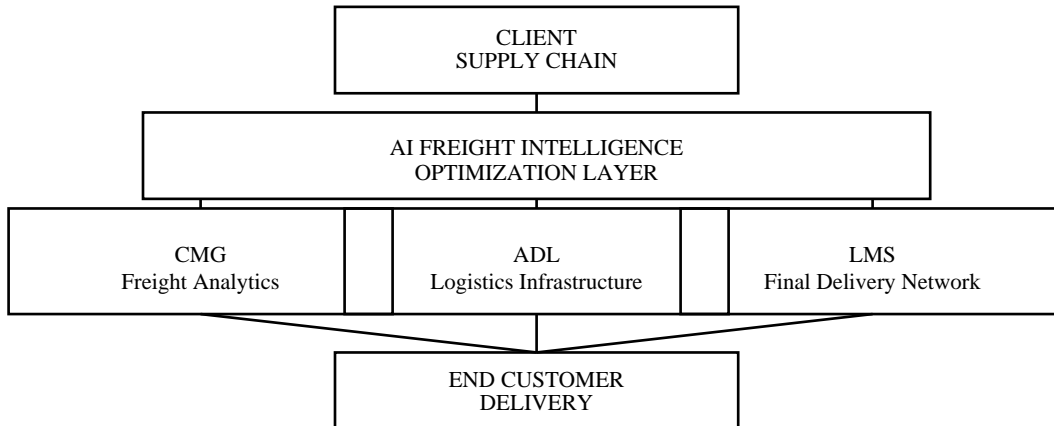 CLIENT
SUPPLY CHAIN
AI FREIGHT INTELLIGENCE
OPTIMIZATION LAYER
CMG
Freight Analytics
ADL
Logistics Infrastructure
LMS
Final Delivery Network
END CUSTOMER
DELIVERY